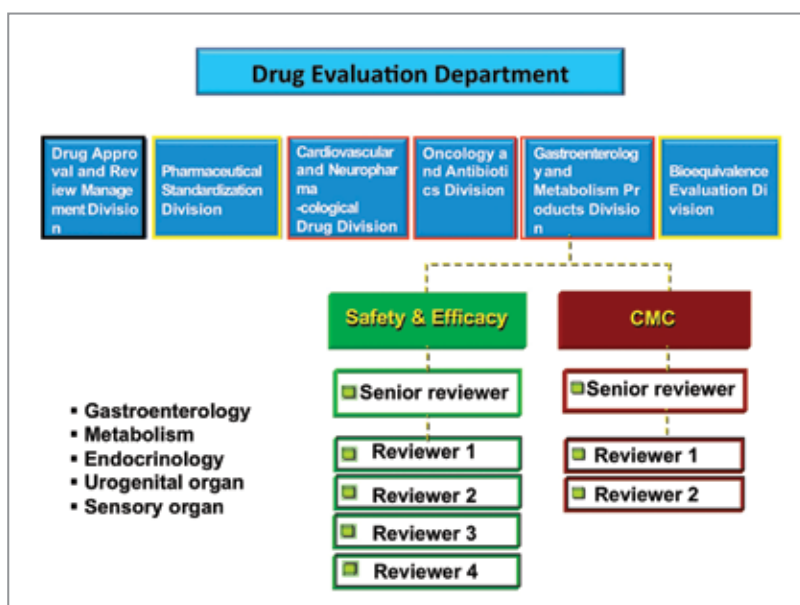 Drug Evaluation Department
Drug Appro
val and Rev
iew Manage
ment Divisio
n
Pharmaceutical
Standardization
Division
Cardiovascular
and Neuropha
rma
-cological
Drug Division
Oncology a
nd Antibioti
cs Division
Gastroenterolog
y and
Metabolism Pr
oducts Divisio
n
Bioequivalence
Evaluation Di
vision
Safety & Efficacy
CMC
Senior reviewer
Senior reviewer
▪ Gastroenterology
▪ Metabolism
▪ Endocrinology
▪ Urogenital organ
▪ Sensory organ
Reviewer 1
Reviewer 2
Reviewer 3
Reviewer 4
Reviewer 1
Reviewer 2